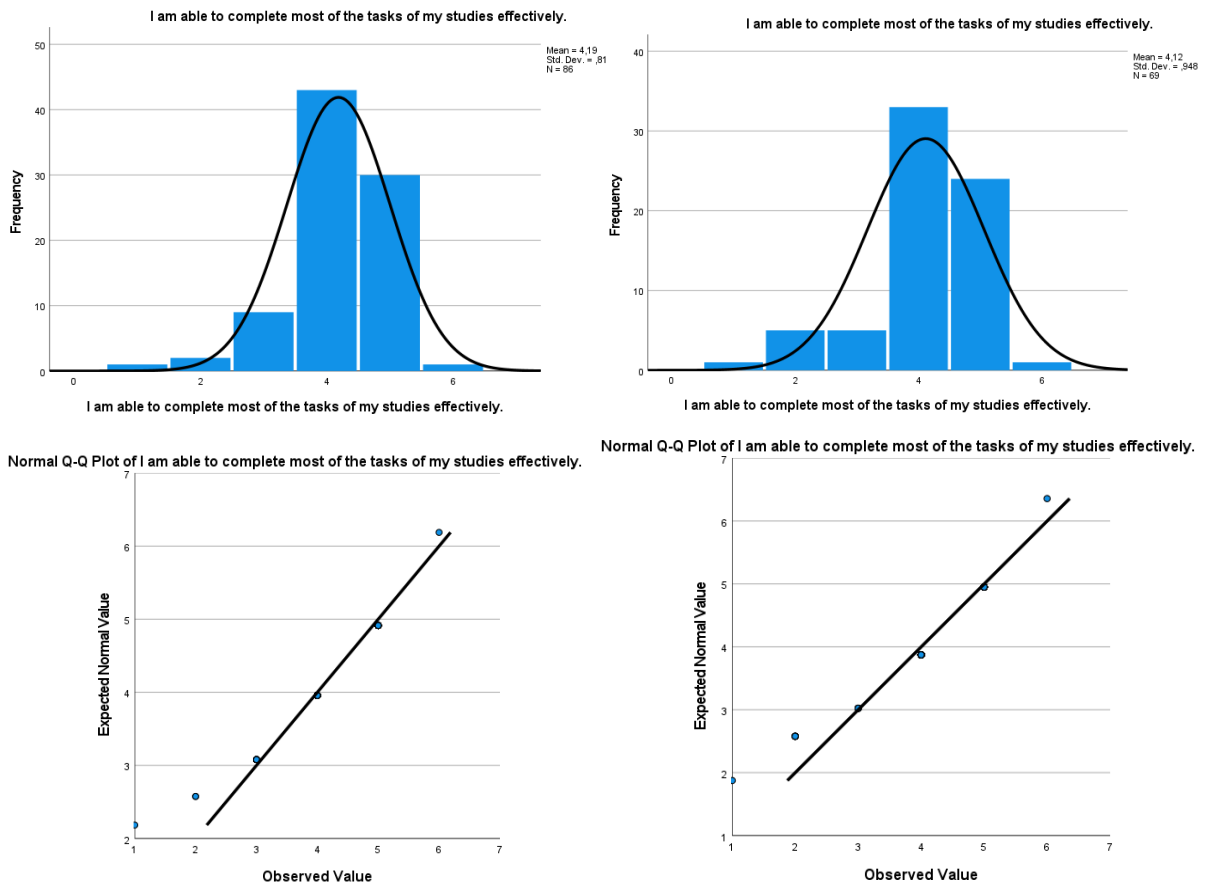 I am able to complete most of the tasks of my studies effectively.
50
40
30
20
10
0
Frequency
Mean = 4,19
Std. Dev. = ,81
N = 86
0 2 4 6
I am able to complete most of the tasks of my studies effectively.
I am able to complete most of the tasks of my studies effectively.
40
30
20
10
0
Frequency
Mean = 4,12
Std. Dev. = ,948
N = 69
0 2 4 6
I am able to complete most of the tasks of my studies effectively.
Normal Q-Q Plot of I am able to complete most of the tasks of my studies effectively.
7
6
5
4
3
2
Expected Normal Value
1 2 3 4 5 6 7
Observed Value
Normal Q-Q Plot of I am able to complete most of the tasks of my studies effectively.
7
6
5
4
3
2
1
Expected Normal Value
1 2 3 4 5 6 7
Observed Value